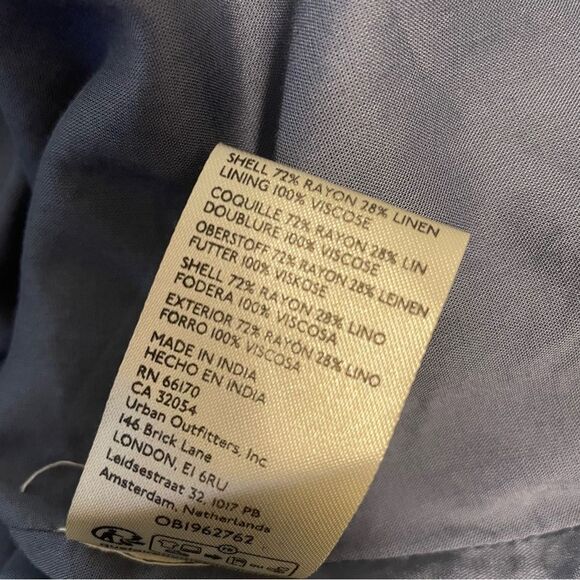 SHELL 72% RAYON 28% LINEN
LINING 100% VISCOSE
COQUILLE 72% RAYON 28% LIN
DOUBLURE 100% VISCOSE
OBERSTOFF 72% RAYON 28% LEINEN
FUTTER 100% VISKOSE
SHELL 72% RAYON 28% LINO
FODERA 100% VISCOSA
EXTERIOR 72% RAYÓN 28% LINO
FORRO 100% VISCOSA
MADE IN INDIA
HECHO EN INDIA
RN 66170
CA 32054
Urban Outfitters, Inc
146 Brick Lane
LONDON, E1 6RU
Leidsestraat 32, 1017 PB
Amsterdam, Netherlands
OB1962762